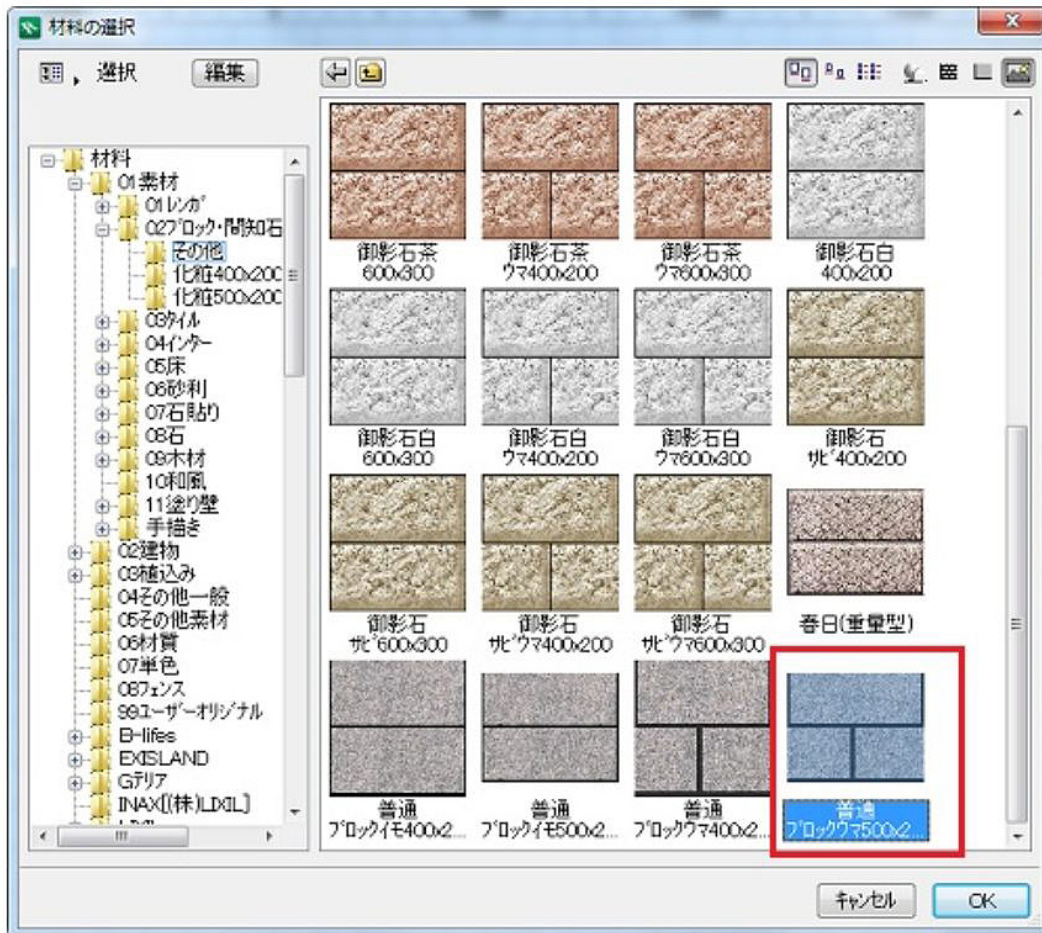 材料の選択
選択
編集
材料
01素材
01ﾚﾝｶﾞ
02ﾌﾞﾛｯｸ・間知石
その他
化粧400x200
化粧500x200
03ﾀｲﾙ
04ｲﾝﾀｰ
05床
06砂利
07石貼り
08石
09木材
10和風
11塗り壁
手描き
02建物
03植込み
04その他一般
05その他素材
06材質
07単色
08ﾌｪﾝｽ
99ﾕｰｻﾞｰｵﾘｼﾞﾅﾙ
B-lifes
EXISLAND
Gﾃﾘｱ
INAX[(株)LIXIL]
御影石茶
600x300
御影石茶
ｳﾏ400x200
御影石茶
ｳﾏ600x300
御影石白
400x200
御影石白
600x300
御影石白
ｳﾏ400x200
御影石白
ｳﾏ600x300
御影石
ｻﾋﾞ400x200
御影石
ｻﾋﾞ600x300
御影石
ｻﾋﾞｳﾏ400x200
御影石
ｻﾋﾞｳﾏ600x300
春日(重量型)
普通
ﾌﾞﾛｯｸｲﾓ400x2...
普通
ﾌﾞﾛｯｸｲﾓ500x2...
普通
ﾌﾞﾛｯｸｳﾏ400x2...
普通
ﾌﾞﾛｯｸｳﾏ500x2...
ｷｬﾝｾﾙ
OK